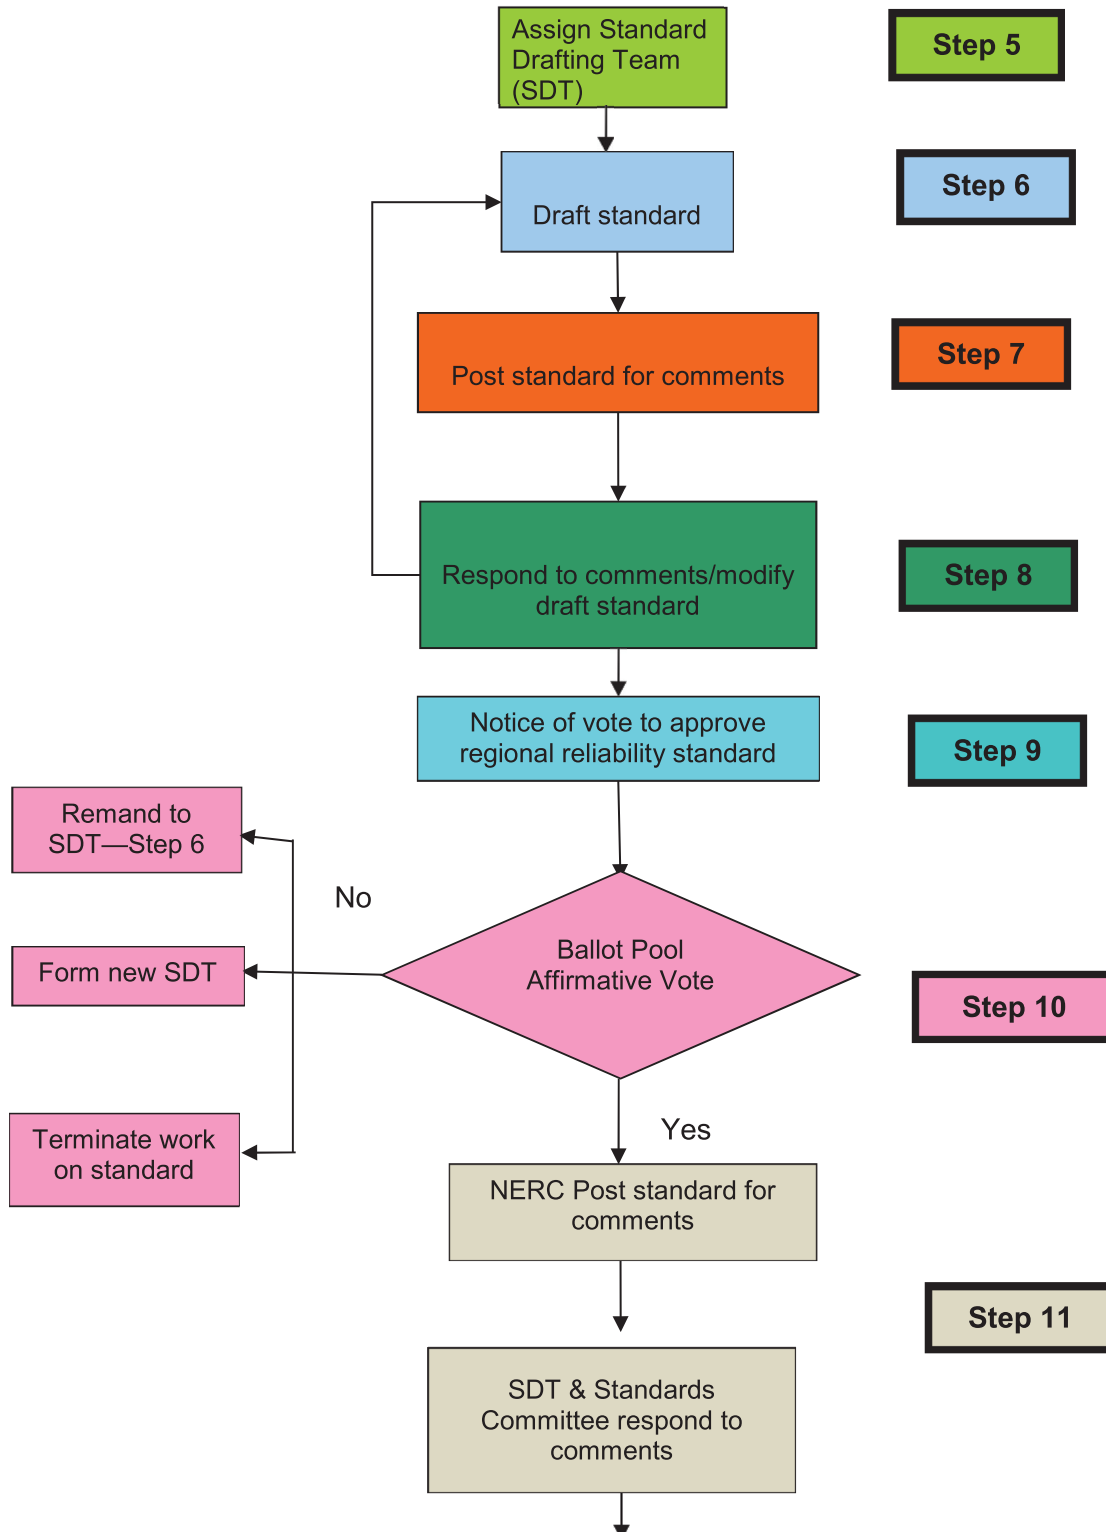 Assign Standard
Drafting Team
(SDT)
Step 5
Draft standard
Step 6
Post standard for comments
Step 7
Respond to comments/modify
draft standard
Step 8
Notice of vote to approve
regional reliability standard
Step 9
Remand to
SDT—Step 6
No
Form new SDT
Ballot Pool
Affirmative Vote
Step 10
Terminate work
on standard
Yes
NERC Post standard for
comments
Step 11
SDT & Standards
Committee respond to
comments